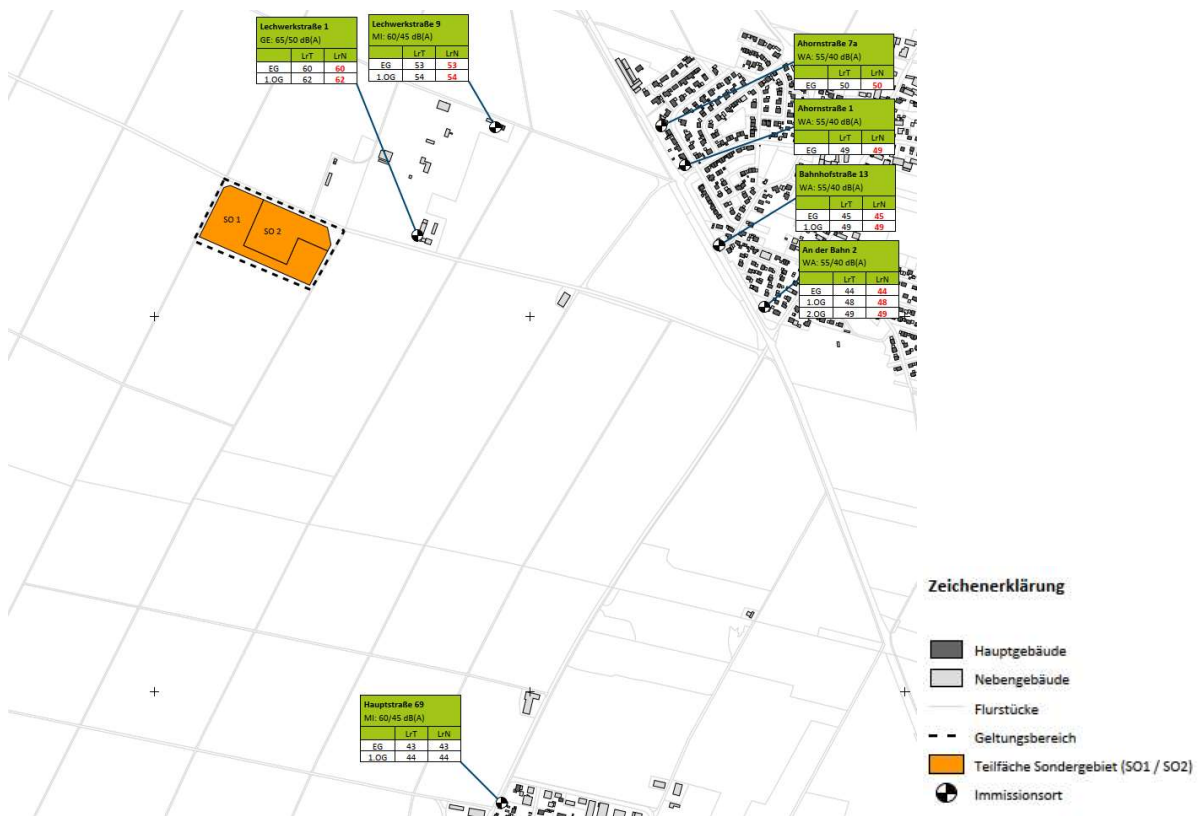 Lechwerkstraße 1
GE: 65/50 dB(A)
LrT LrN
EG 60 60
1.OG 62 62
Lechwerkstraße 9
MI: 60/45 dB(A)
LrT LrN
EG 53 53
1.OG 54 54
Ahornstraße 7a
WA: 55/40 dB(A)
LrT LrN
EG 50 50
Ahornstraße 1
WA: 55/40 dB(A)
LrT LrN
EG 49 49
Bahnhofstraße 13
WA: 55/40 dB(A)
LrT LrN
EG 45 45
1.OG 49 49
An der Bahn 2
WA: 55/40 dB(A)
LrT LrN
EG 44 44
1.OG 48 48
2.OG 49 49
SO 1
SO 2
Hauptstraße 69
MI: 60/45 dB(A)
LrT LrN
EG 43 43
1.OG 44 44
Zeichenerklärung
Hauptgebäude
Nebengebäude
Flurstücke
Geltungsbereich
Teilfäche Sondergebiet (SO1 / SO2)
Immissionsort